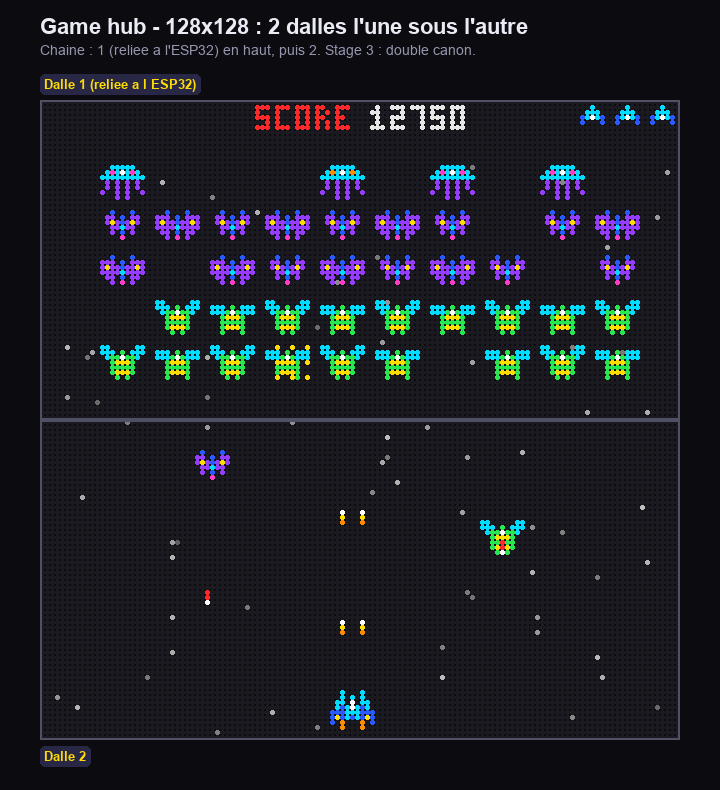 Game hub - 128x128 : 2 dalles l'une sous l'autre
Chaine : 1 (reliee a l'ESP32) en haut, puis 2. Stage 3 : double canon.
Dalle 1 (reliee a l ESP32)
SCORE 12750
Dalle 2